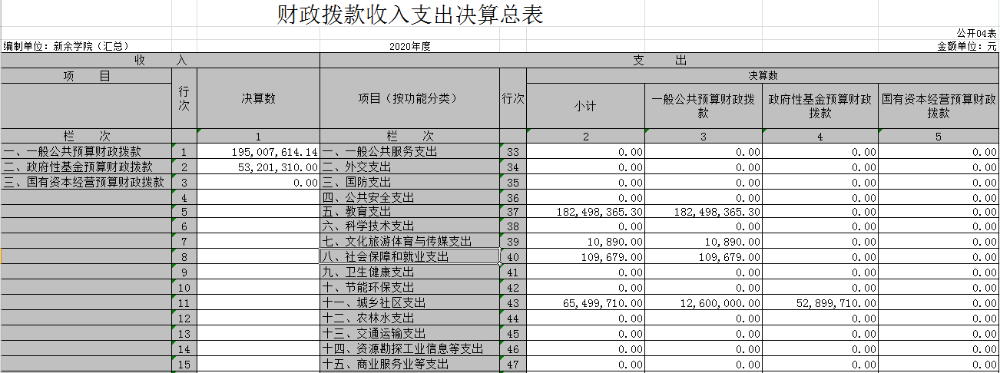 财政拨款收入支出决算总表
公开04表
编制单位：新余学院（汇总） 2020年度 金额单位：元
收 入 支 出
项 目 行次 决算数 项目（按功能分类） 行次 决算数
小计 一般公共预算财政拨款 政府性基金预算财政拨款 国有资本经营预算财政拨款
栏 次 1 栏 次 2 3 4 5
一、一般公共预算财政拨款 1 195,007,614.14 一、一般公共服务支出 33 0.00 0.00 0.00 0.00
二、政府性基金预算财政拨款 2 53,201,310.00 二、外交支出 34 0.00 0.00 0.00 0.00
三、国有资本经营预算财政拨款 3 0.00 三、国防支出 35 0.00 0.00 0.00 0.00
4 四、公共安全支出 36 0.00 0.00 0.00 0.00
5 五、教育支出 37 182,498,365.30 182,498,365.30 0.00 0.00
6 六、科学技术支出 38 0.00 0.00 0.00 0.00
7 七、文化旅游体育与传媒支出 39 10,890.00 10,890.00 0.00 0.00
8 八、社会保障和就业支出 40 109,679.00 109,679.00 0.00 0.00
9 九、卫生健康支出 41 0.00 0.00 0.00 0.00
10 十、节能环保支出 42 0.00 0.00 0.00 0.00
11 十一、城乡社区支出 43 65,499,710.00 12,600,000.00 52,899,710.00 0.00
12 十二、农林水支出 44 0.00 0.00 0.00 0.00
13 十三、交通运输支出 45 0.00 0.00 0.00 0.00
14 十四、资源勘探工业信息等支出 46 0.00 0.00 0.00 0.00
15 十五、商业服务业等支出 47 0.00 0.00 0.00 0.00